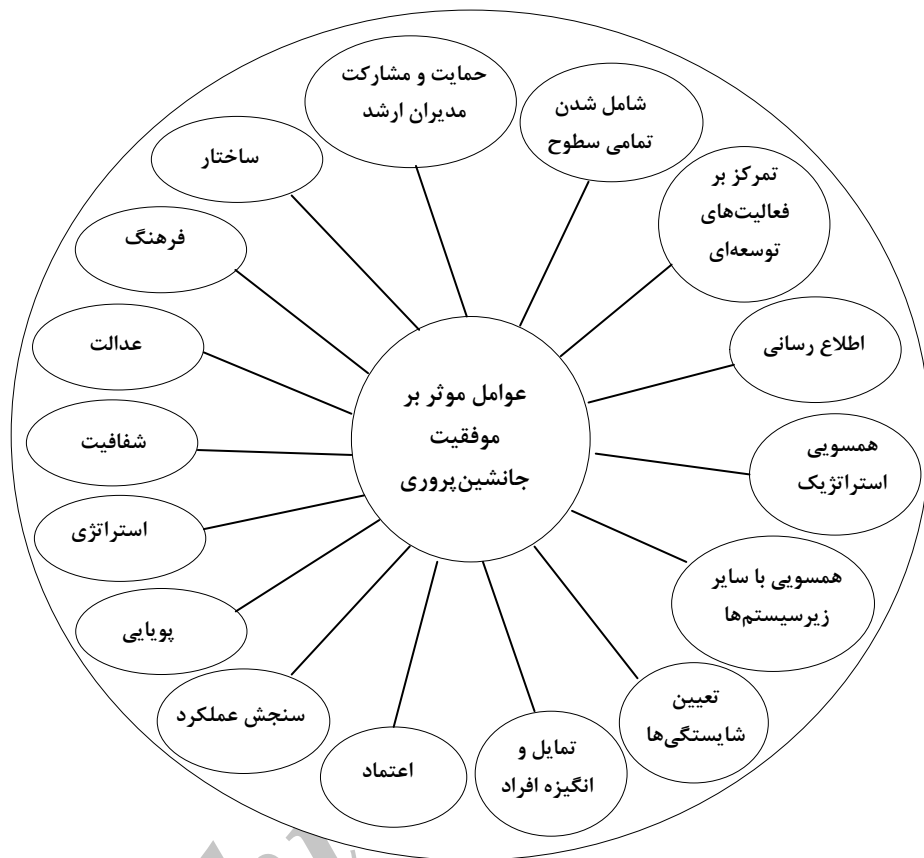 حمایت و مشارکت
مدیران ارشد
شامل شدن
تمامی سطوح
تمرکز بر
فعالیت‌های
توسعه‌ای
اطلاع رسانی
همسویی
استراتژیک
همسویی با سایر
زیرسیستم‌ها
تعیین
شایستگی‌ها
تمایل و
انگیزه افراد
اعتماد
سنجش عملکرد
پویایی
استراتژی
شفافیت
عدالت
فرهنگ
ساختار
عوامل موثر بر
موفقیت
جانشین‌پروری